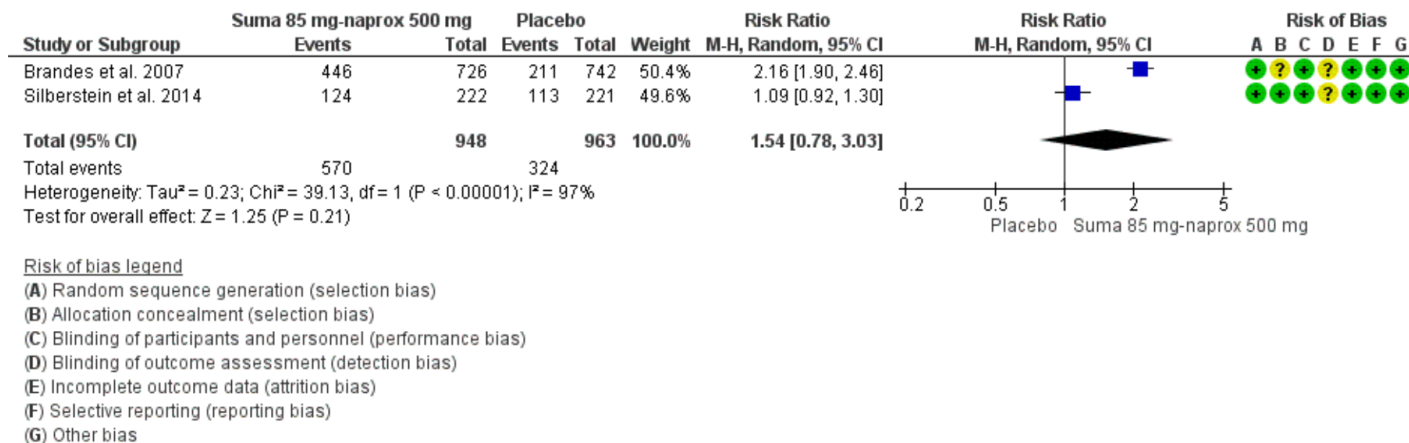 Suma 85 mg-naprox 500 mg Placebo Risk Ratio Risk Ratio Risk of Bias
Study or Subgroup Events Total Events Total Weight M-H, Random, 95% CI M-H, Random, 95% CI A B C D E F G
Brandes et al. 2007 446 726 211 742 50.4% 2.16 [1.90, 2.46] + ? + ? + + +
Silberstein et al. 2014 124 222 113 221 49.6% 1.09 [0.92, 1.30] + + + ? + + +
Total (95% CI) 948 963 100.0% 1.54 [0.78, 3.03]
Total events 570 324
Heterogeneity: Tau² = 0.23; Chi² = 39.13, df = 1 (P < 0.00001); I² = 97%
Test for overall effect: Z = 1.25 (P = 0.21)
0.2 0.5 1 2 5
Placebo Suma 85 mg-naprox 500 mg
Risk of bias legend
(A) Random sequence generation (selection bias)
(B) Allocation concealment (selection bias)
(C) Blinding of participants and personnel (performance bias)
(D) Blinding of outcome assessment (detection bias)
(E) Incomplete outcome data (attrition bias)
(F) Selective reporting (reporting bias)
(G) Other bias